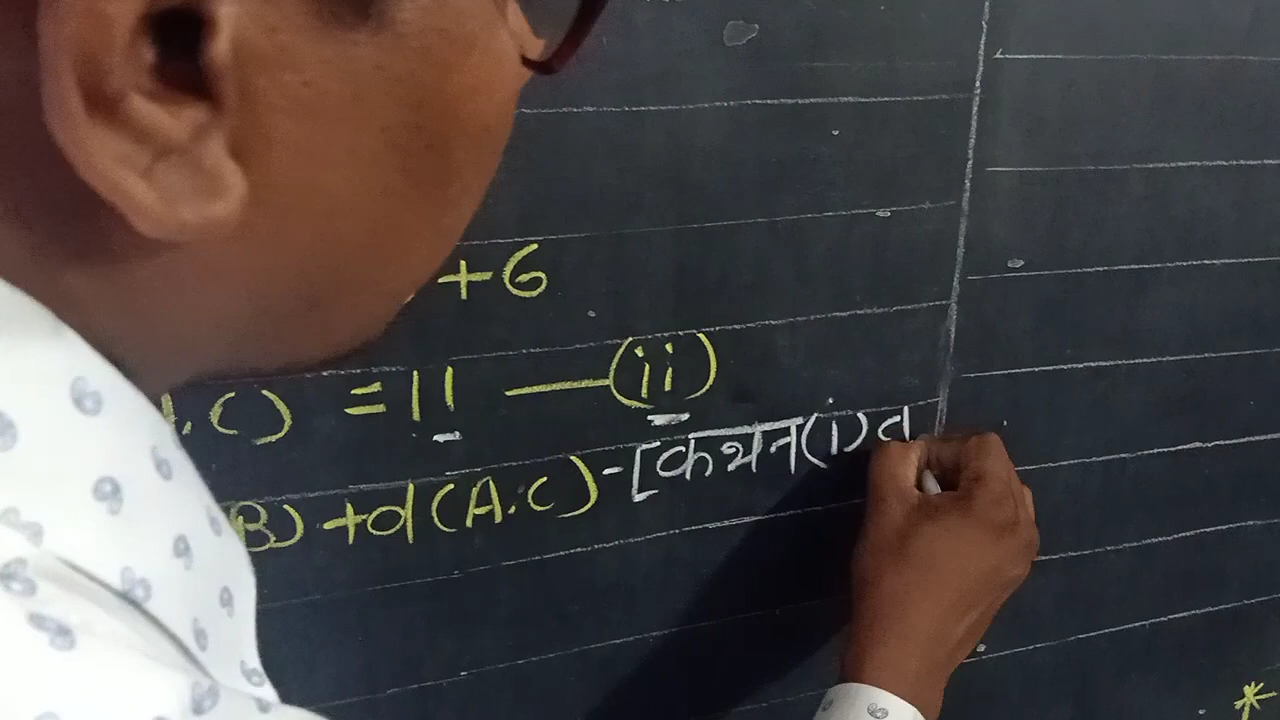 +6
, C) = 11 — (ii)
B) + d(A, C) - [कथन (i) व